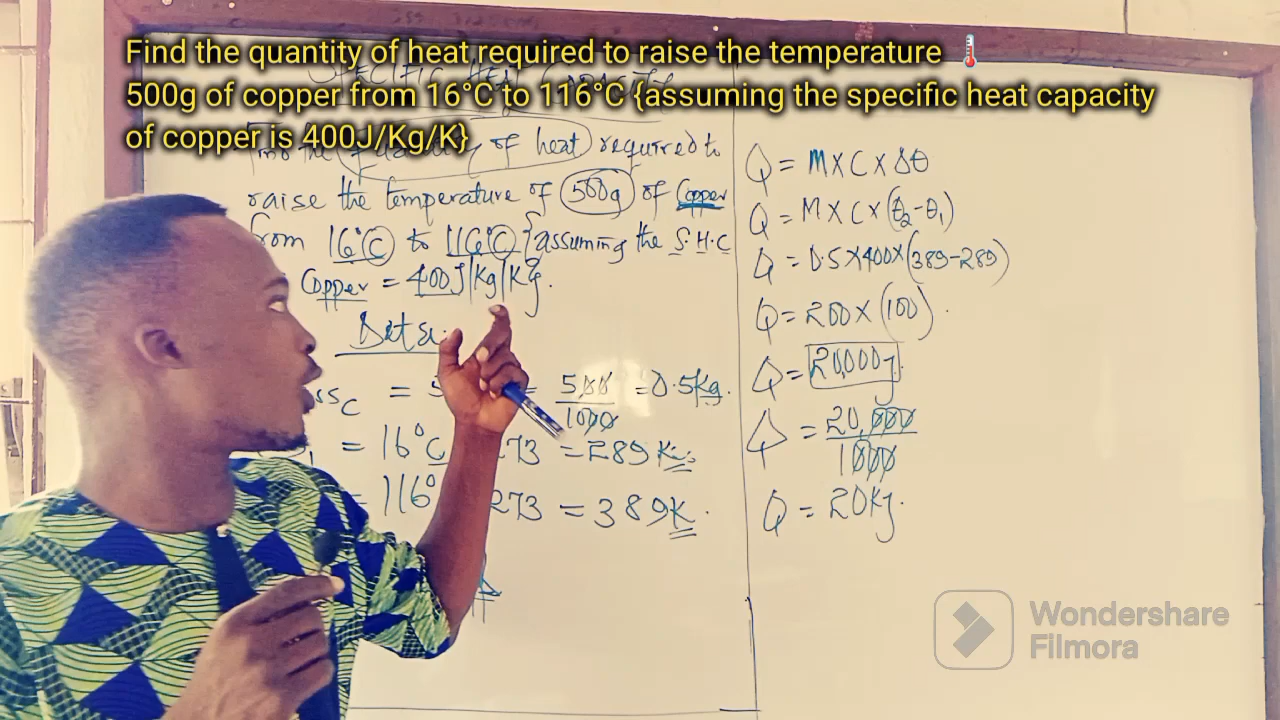 Find the quantity of heat required to raise the temperature 🌡️
500g of copper from 16°C to 116°C {assuming the specific heat capacity
of copper is 400J/Kg/K}
of heat required to
raise the temperature of 500g of Copper
from 16°C to 116°C {assuming the S.H.C
Copper = 400J/Kg/K}.
Data
= 5 = 500/1000 = 0.5Kg.
= 16°C 273 = 289K
= 116° 273 = 389K.
Q = M X C X Δθ
Q = M X C X (θ2 - θ1)
Q = 0.5 X 400 X (389-289)
Q = 200 X (100).
Q = 20,000J.
Q = 20,000/1000
Q = 20KJ.
Wondershare
Filmora